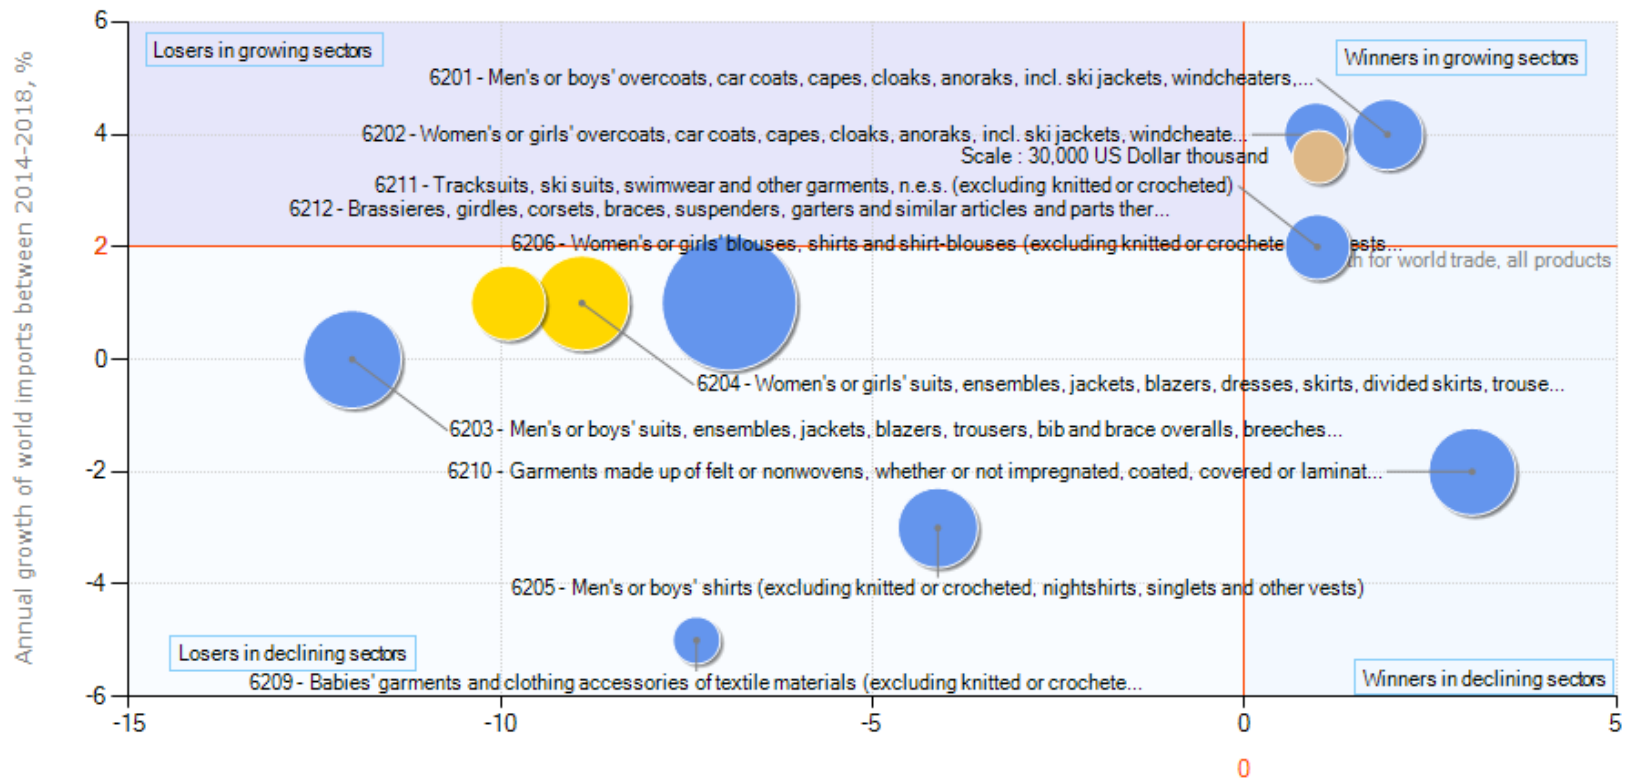 6
Losers in growing sectors
Winners in growing sectors
6201 - Men's or boys' overcoats, car coats, capes, cloaks, anoraks, incl. ski jackets, windcheaters,...
4
6202 - Women's or girls' overcoats, car coats, capes, cloaks, anoraks, incl. ski jackets, windcheate...
Scale : 30,000 US Dollar thousand
6211 - Tracksuits, ski suits, swimwear and other garments, n.e.s. (excluding knitted or crocheted)
6212 - Brassieres, girdles, corsets, braces, suspenders, garters and similar articles and parts ther...
2
6206 - Women's or girls' blouses, shirts and shirt-blouses (excluding knitted or
for world trade, all products
0
6204 - Women's or girls' suits, ensembles, jackets, blazers, dresses, skirts, divided skirts, trouse...
6203 - Men's or boys' suits, ensembles, jackets, blazers, trousers, bib and brace overalls, breeches...
-2
6210 - Garments made up of felt or nonwovens, whether or not impregnated, coated, covered or laminat...
-4
6205 - Men's or boys' shirts (excluding knitted or crocheted, nightshirts, singlets and other vests)
Losers in declining sectors
Winners in declining sectors
6209 - Babies' garments and clothing accessories of textile materials (excluding knitted or crochete...
-6
-15
-10
-5
0
5
0
Annual growth of world imports between 2014-2018, %